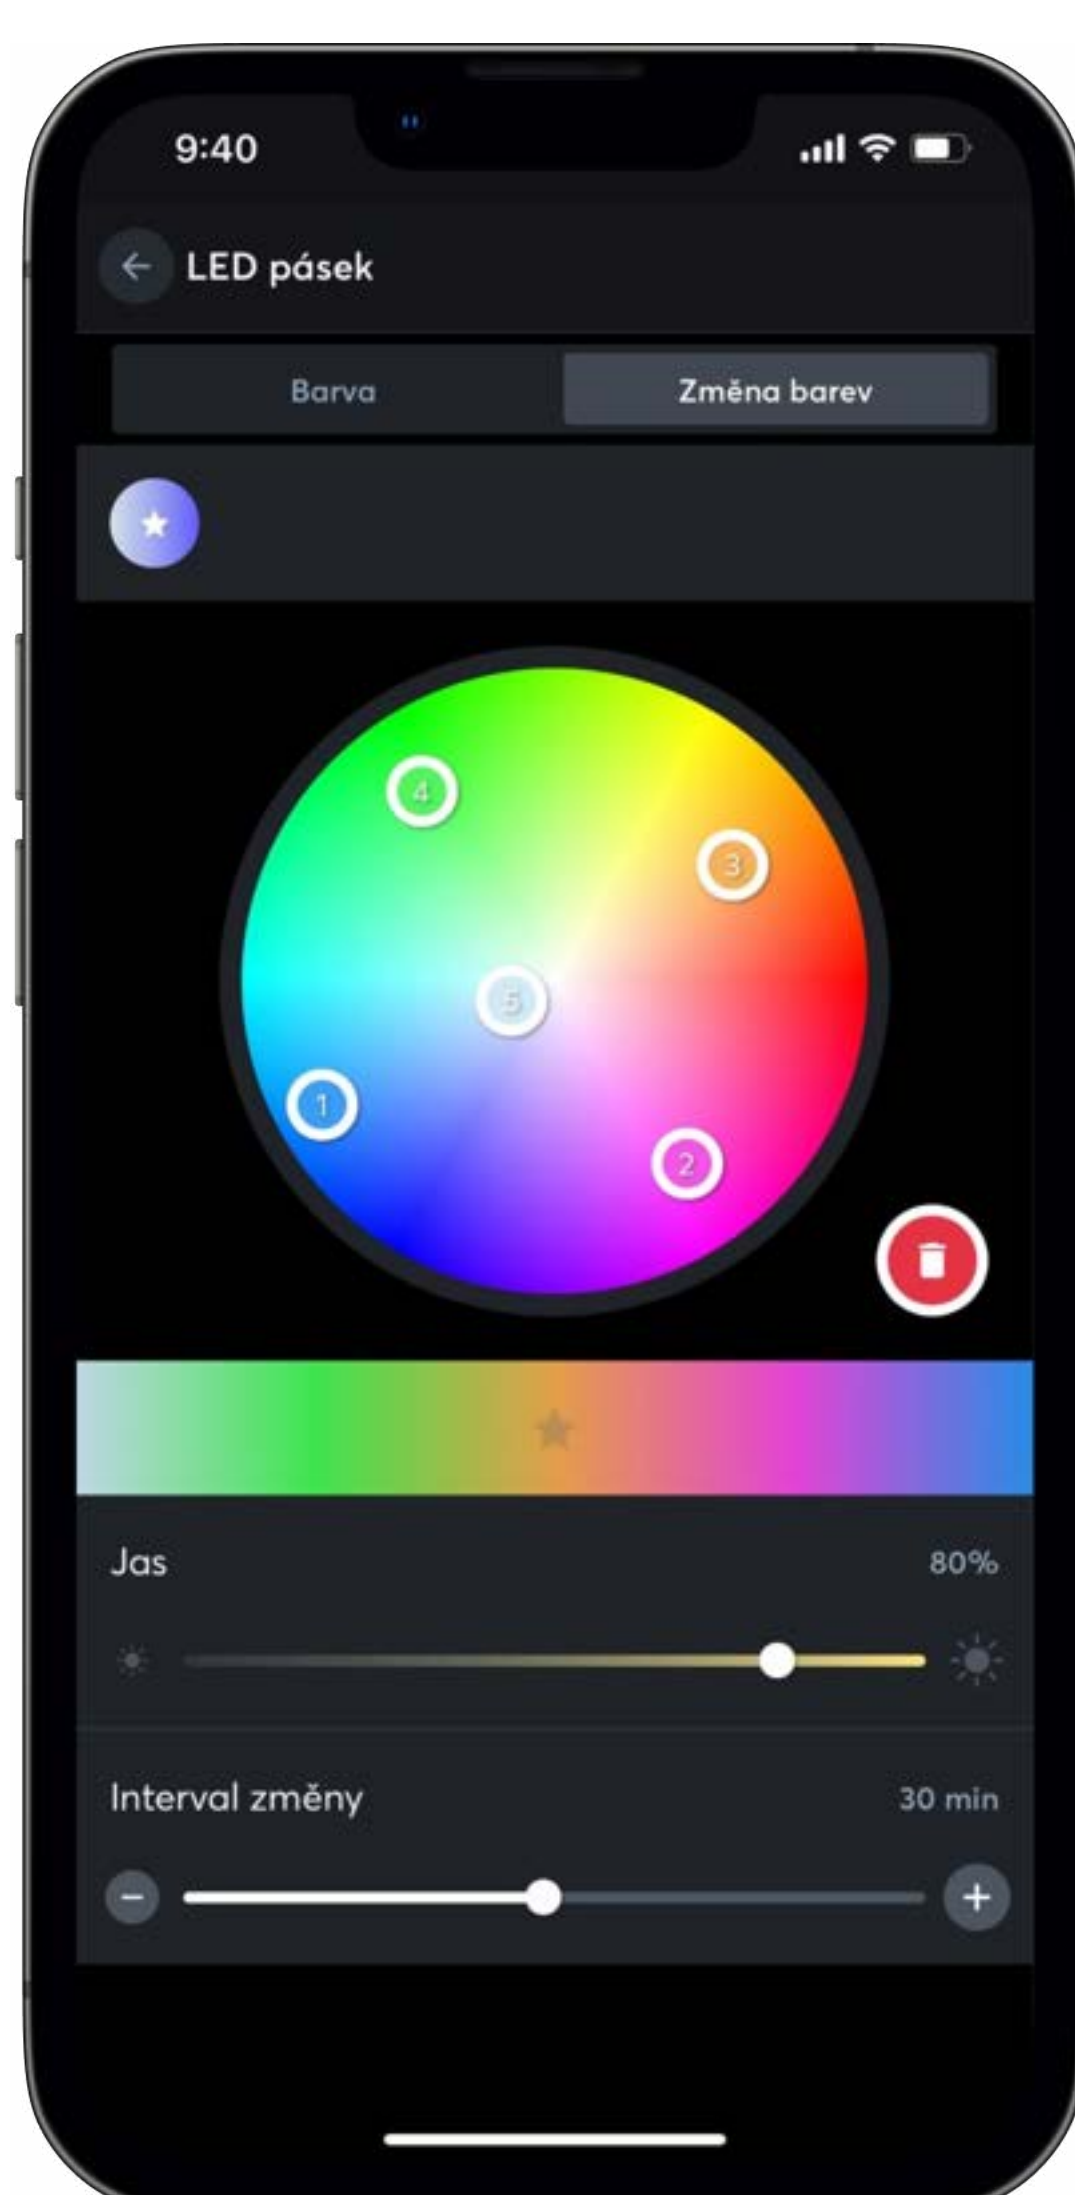 9:40
LED pásek
Barva
Změna barev
4
3
5
1
2
Jas
80%
Interval změny
30 min